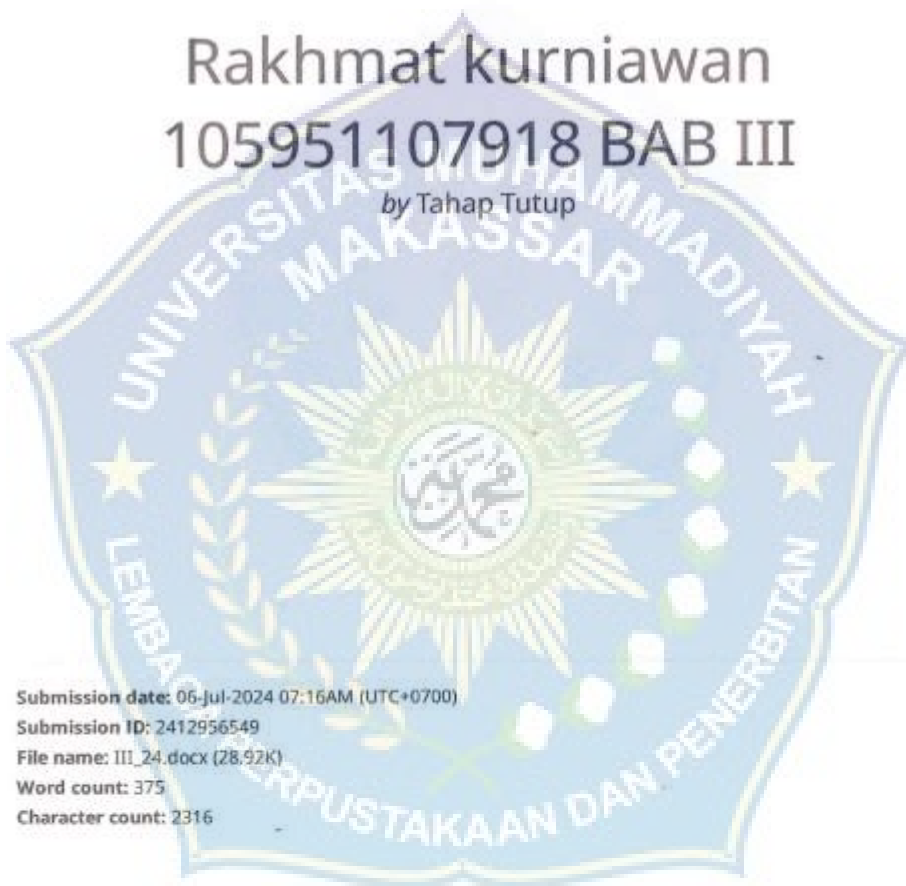 Rakhmat kurniawan
105951107918 BAB III
by Tahap Tutup
UNIVERSITAS MUHAMMADIYAH
MAKASSAR
LEMBAGA PERPUSTAKAAN DAN PENERBITAN
Submission date: 06-Jul-2024 07:16AM (UTC+0700)
Submission ID: 2412956549
File name: III_24.docx (28.92K)
Word count: 375
Character count: 2316